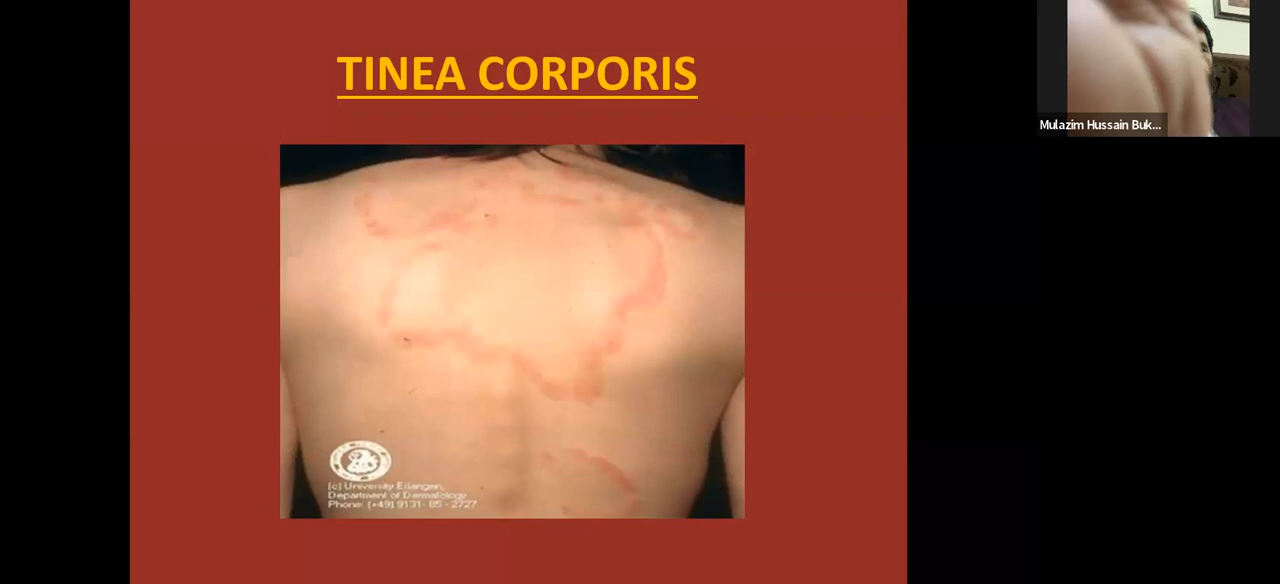 TINEA CORPORIS
Mulazim Hussain Buk...
(c) University Erlangen,
Department of Dermatology
Phone: (+49) 9131- 85 - 2727